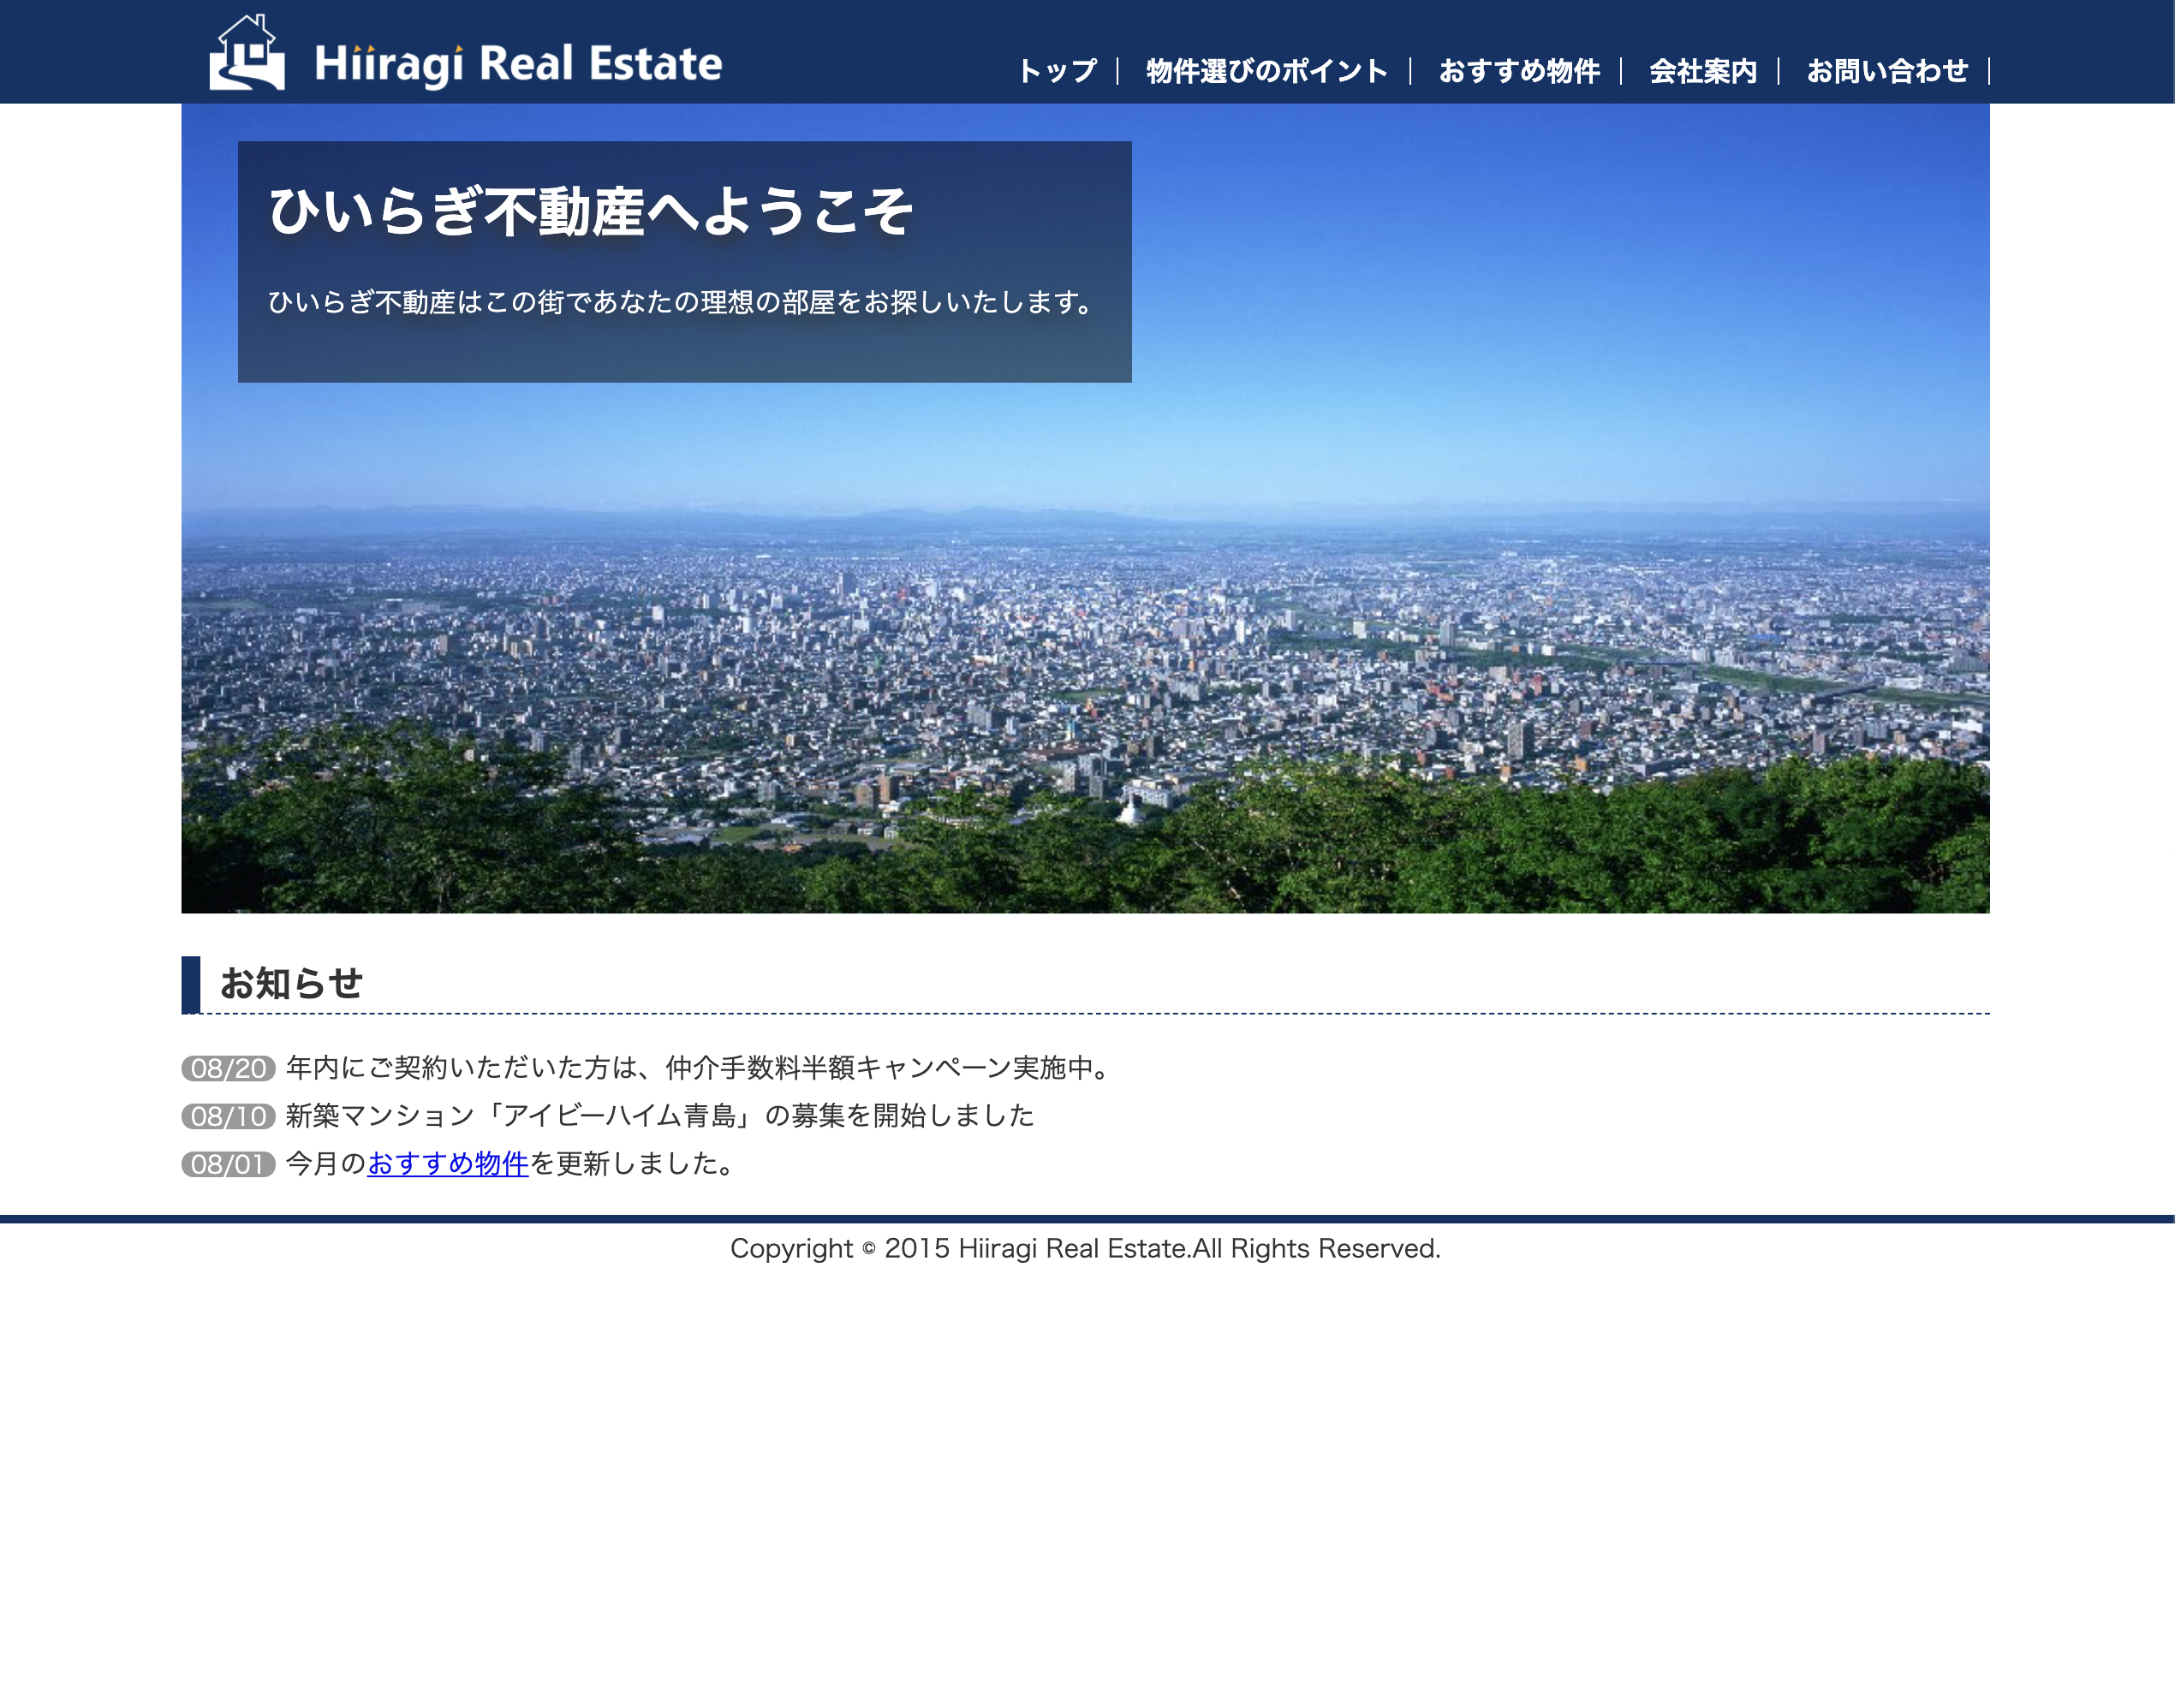 Hiiragi Real Estate
トップ 物件選びのポイント おすすめ物件 会社案内 お問い合わせ
ひいらぎ不動産へようこそ
ひいらぎ不動産はこの街であなたの理想の部屋をお探しいたします。
お知らせ
08/20 年内にご契約いただいた方は、仲介手数料半額キャンペーン実施中。
08/10 新築マンション「アイビーハイム青島」の募集を開始しました
08/01 今月のおすすめ物件を更新しました。
Copyright © 2015 Hiiragi Real Estate.All Rights Reserved.